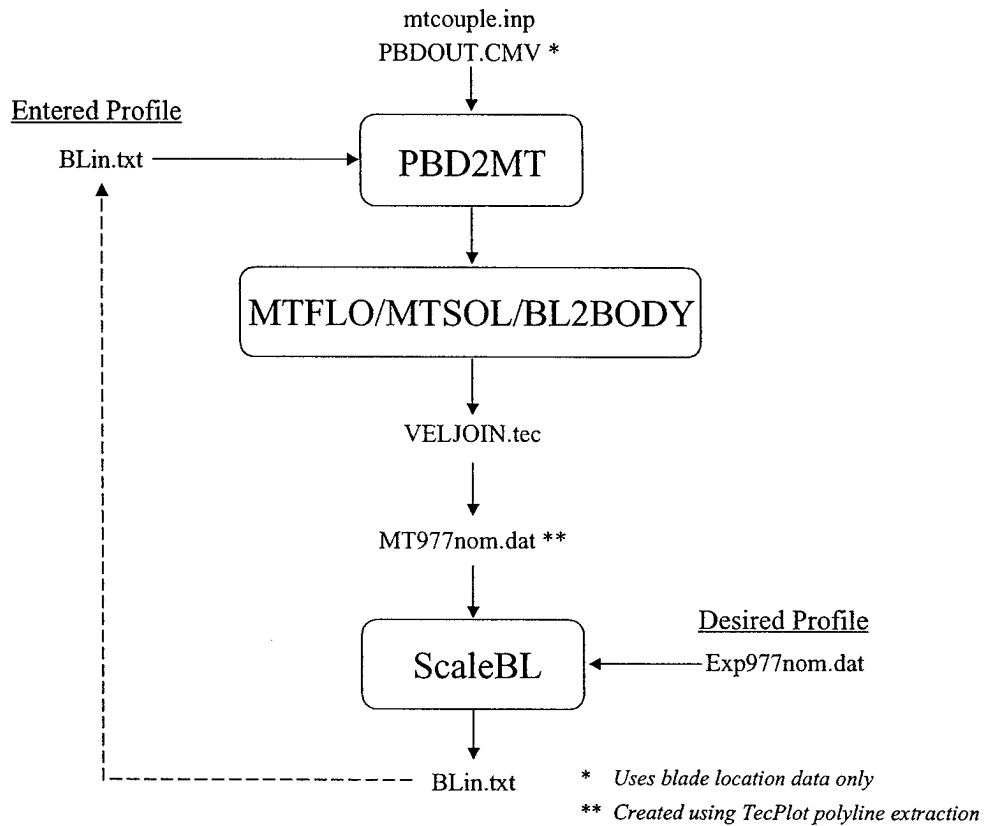 mtcouple.inp
PBDOUT.CMV *
Entered Profile
BLin.txt
PBD2MT
MTFLO/MTSOL/BL2BODY
VELJOIN.tec
MT977nom.dat **
Desired Profile
ScaleBL
Exp977nom.dat
BLin.txt
* Uses blade location data only
** Created using TecPlot polyline extraction